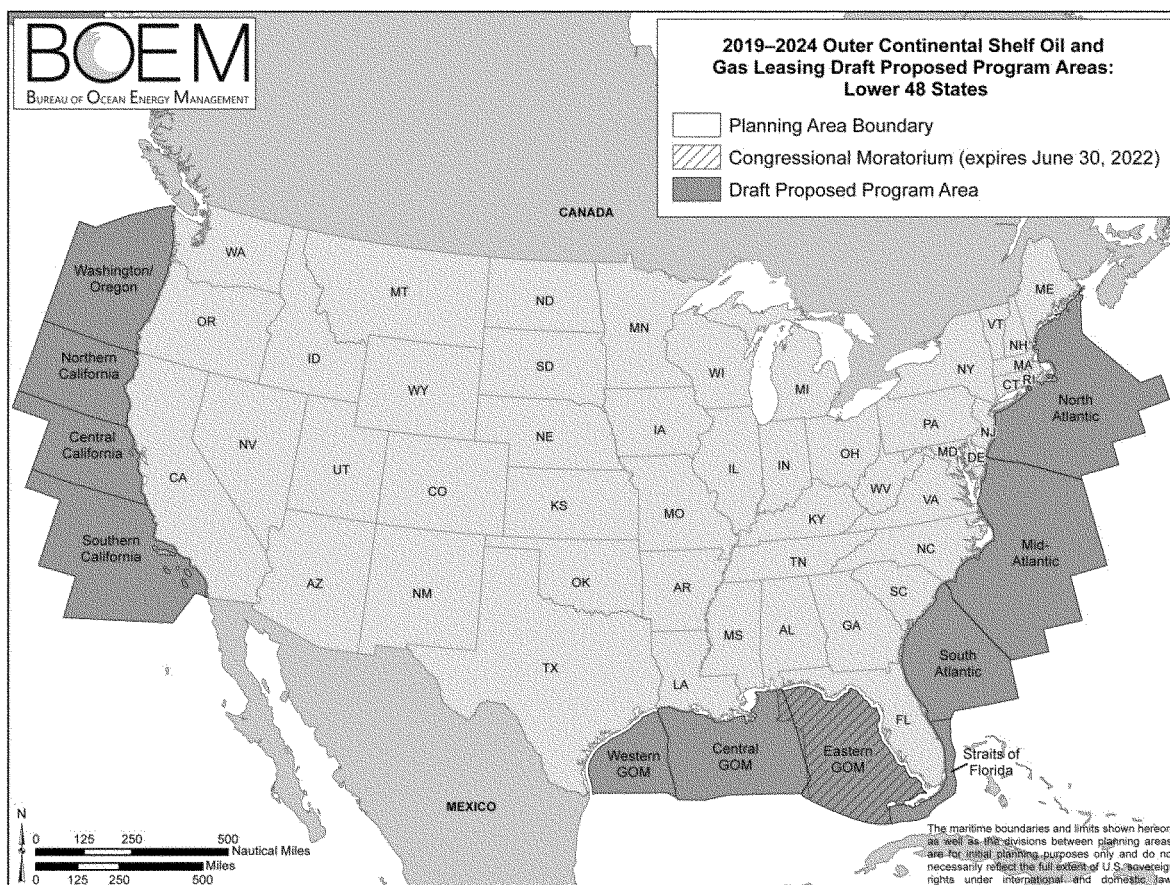 BOEM
BUREAU OF OCEAN ENERGY MANAGEMENT
2019–2024 Outer Continental Shelf Oil and
Gas Leasing Draft Proposed Program Areas:
Lower 48 States
Planning Area Boundary
Congressional Moratorium (expires June 30, 2022)
Draft Proposed Program Area
CANADA
Washington/
Oregon
Northern
California
Central
California
Southern
California
WA
OR
CA
NV
ID
MT
WY
UT
AZ
CO
NM
ND
SD
NE
KS
OK
TX
MN
IA
MO
AR
LA
WI
IL
MI
IN
OH
KY
TN
MS
AL
GA
FL
SC
NC
VA
WV
MD
DE
PA
NJ
NY
CT
RI
MA
VT
NH
ME
North
Atlantic
Mid-
Atlantic
South
Atlantic
Straits of
Florida
Western
GOM
Central
GOM
Eastern
GOM
MEXICO
N
0 125 250 500
Nautical Miles
Miles
0 125 250 500
The maritime boundaries and limits shown hereon
as well as the divisions between planning areas
are for initial planning purposes only and do not
necessarily reflect the full extent of U.S. sovereign
rights under international and domestic law